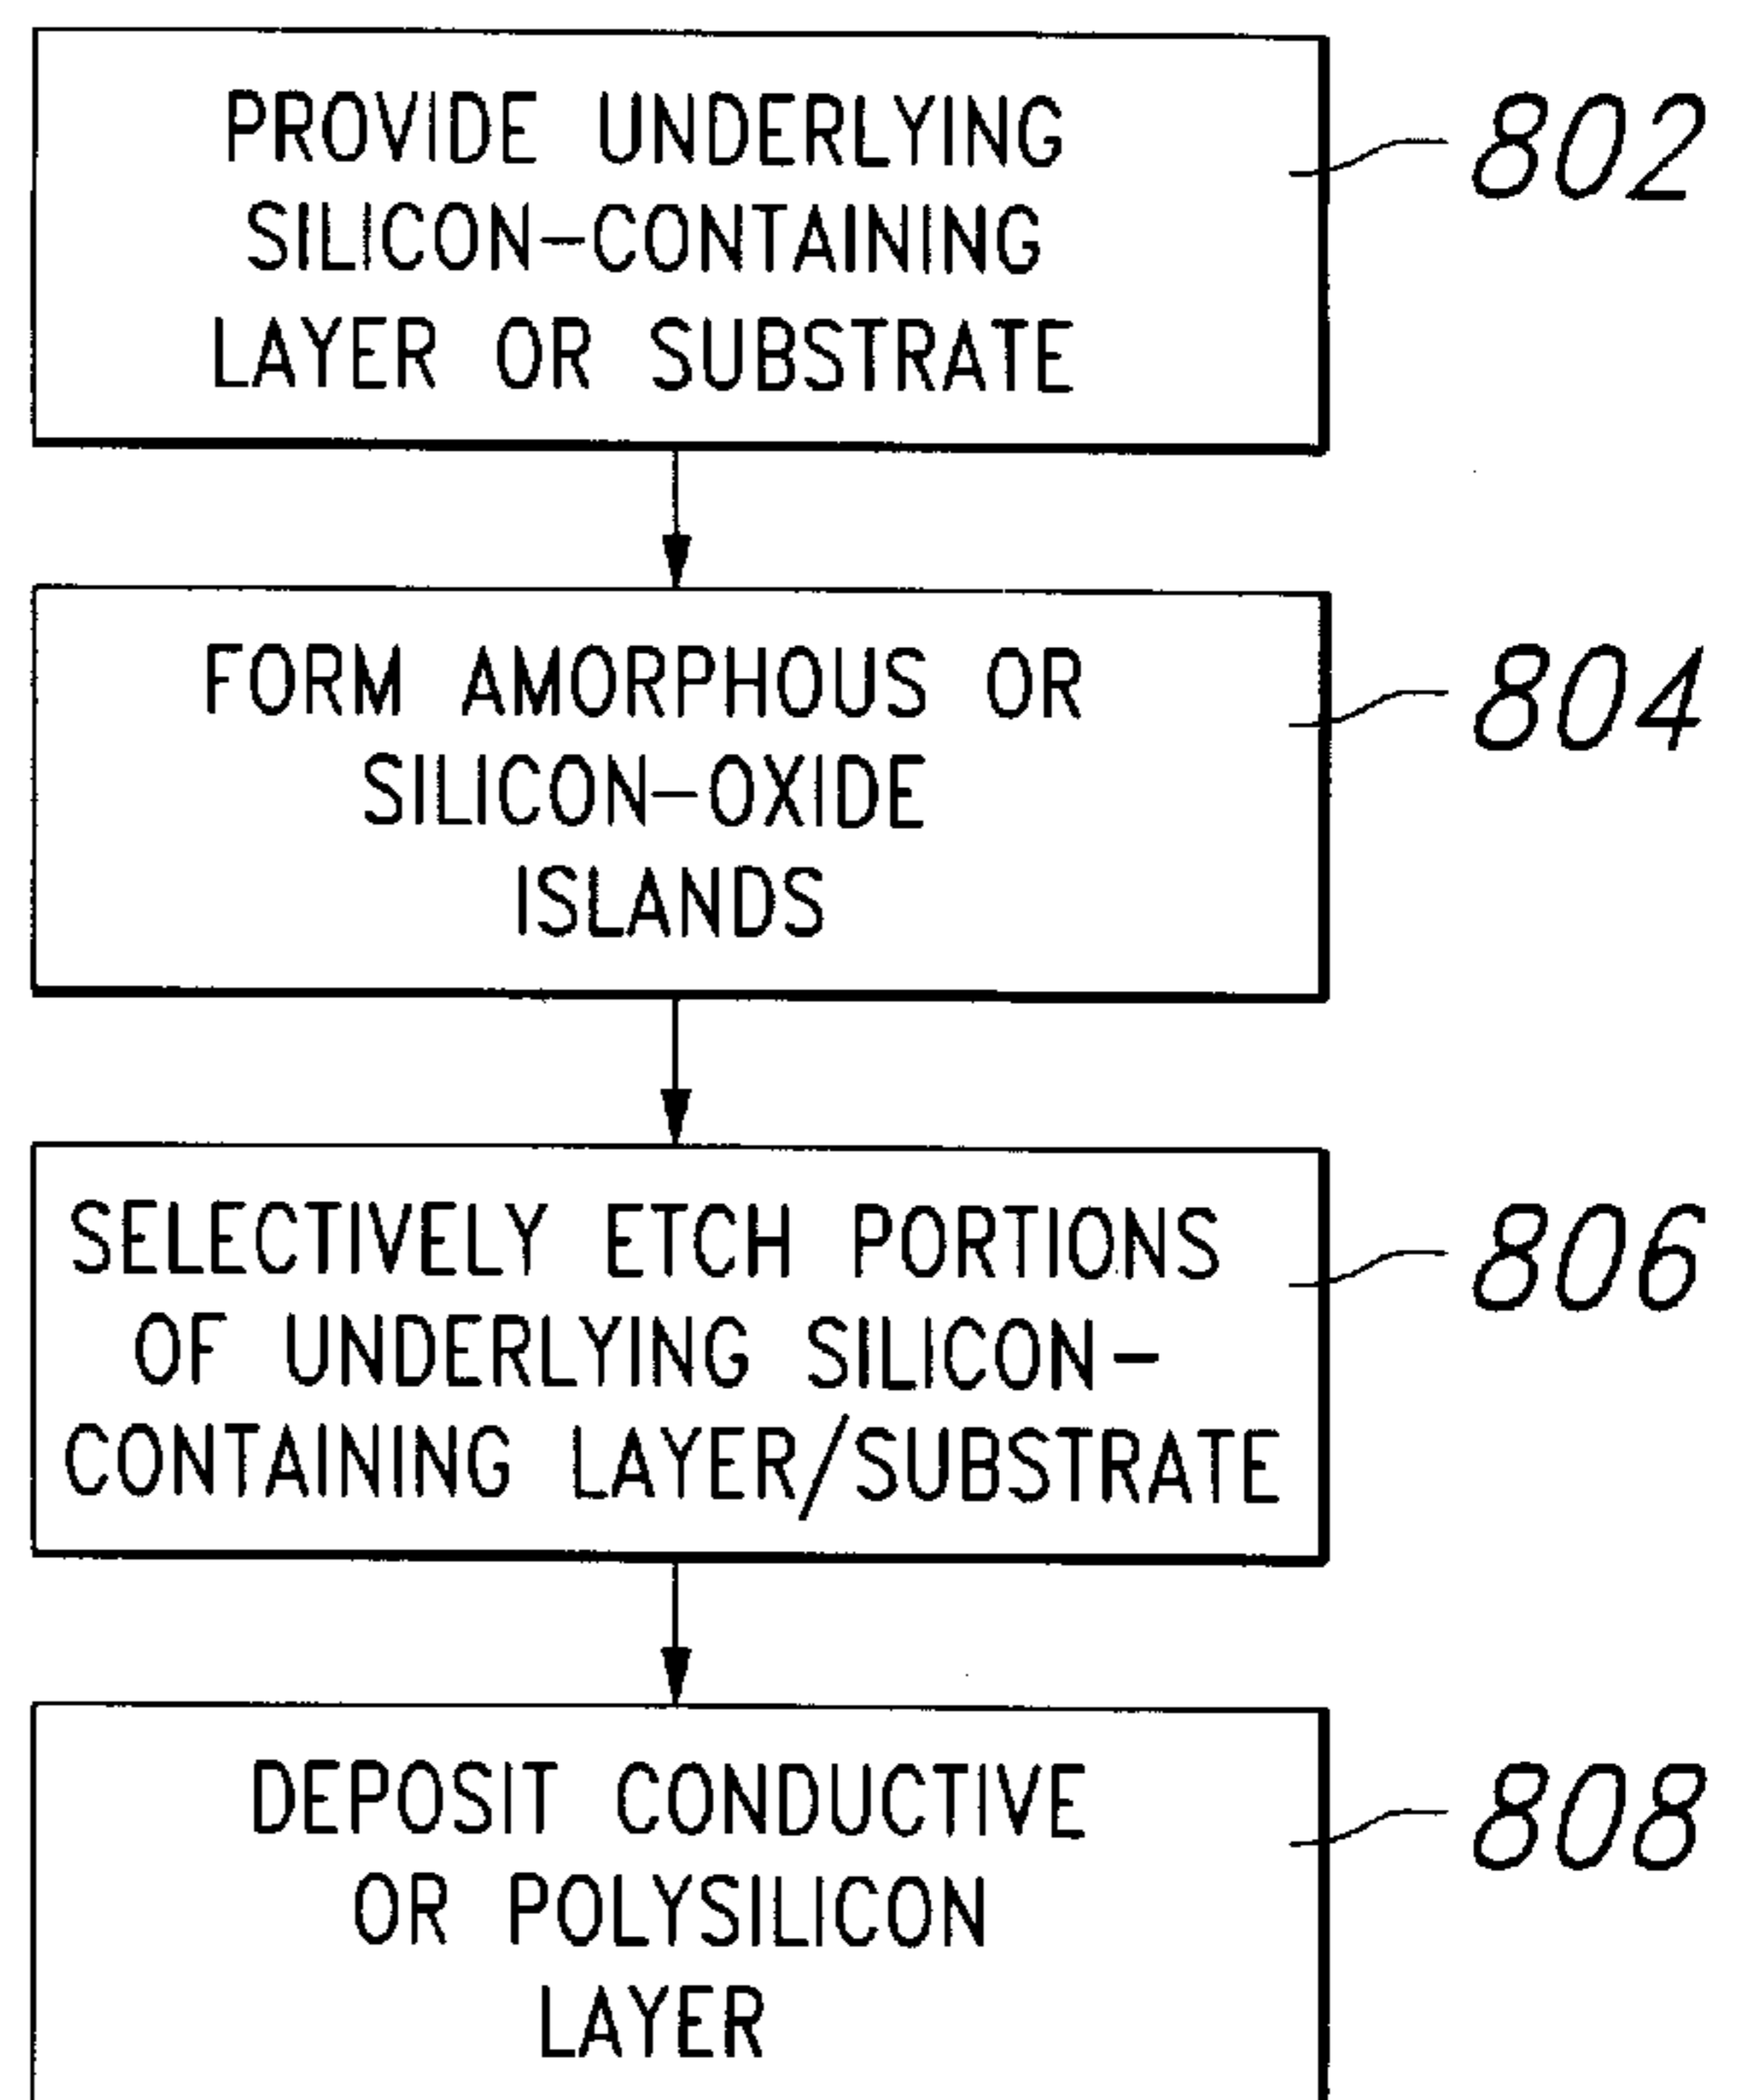 PROVIDE UNDERLYING
SILICON-CONTAINING
LAYER OR SUBSTRATE
802
FORM AMORPHOUS OR
SILICON-OXIDE
ISLANDS
804
SELECTIVELY ETCH PORTIONS
OF UNDERLYING SILICON-
CONTAINING LAYER/SUBSTRATE
806
DEPOSIT CONDUCTIVE
OR POLYSILICON
LAYER
808